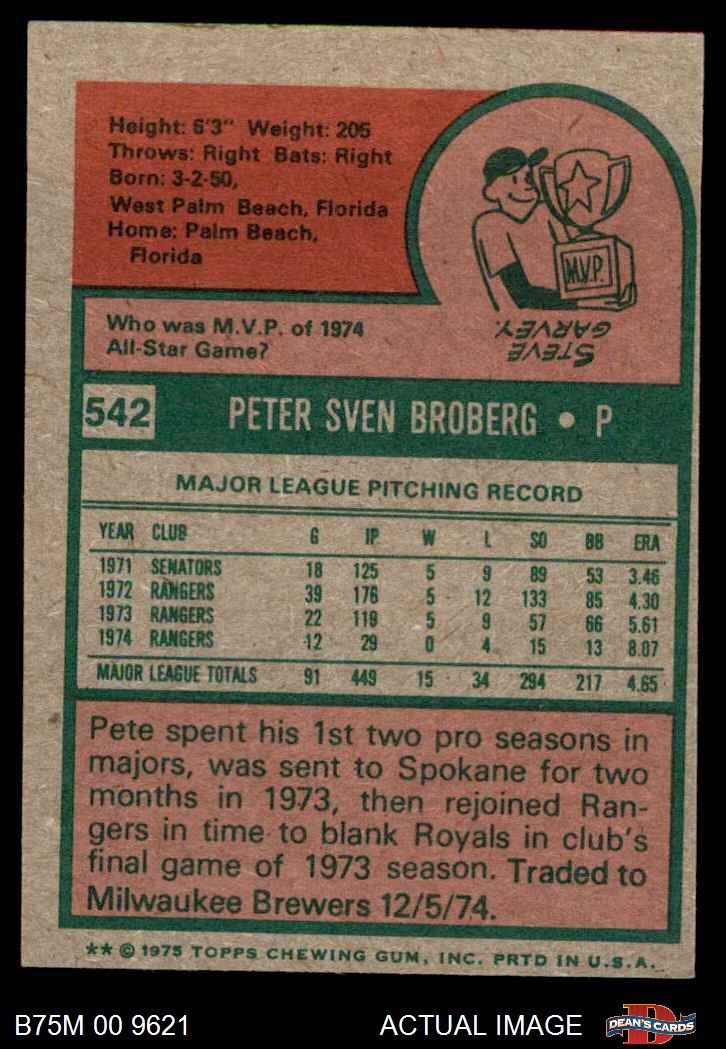 Height: 6'3" Weight: 205
Throws: Right Bats: Right
Born: 3-2-50,
West Palm Beach, Florida
Home: Palm Beach,
Florida
M.V.P.
STEVE
GARVEY
Who was M.V.P. of 1974
All-Star Game?
542 PETER SVEN BROBERG • P
MAJOR LEAGUE PITCHING RECORD
YEAR CLUB G IP W L SO BB ERA
1971 SENATORS 18 125 5 9 89 53 3.46
1972 RANGERS 39 176 5 12 133 85 4.30
1973 RANGERS 22 119 5 9 57 66 5.61
1974 RANGERS 12 29 0 4 15 13 8.07
MAJOR LEAGUE TOTALS 91 449 15 34 294 217 4.65
Pete spent his 1st two pro seasons in
majors, was sent to Spokane for two
months in 1973, then rejoined Ran-
gers in time to blank Royals in club's
final game of 1973 season. Traded to
Milwaukee Brewers 12/5/74.
** © 1975 TOPPS CHEWING GUM, INC. PRTD IN U.S.A.
B75M 00 9621 ACTUAL IMAGE DEAN'S CARDS